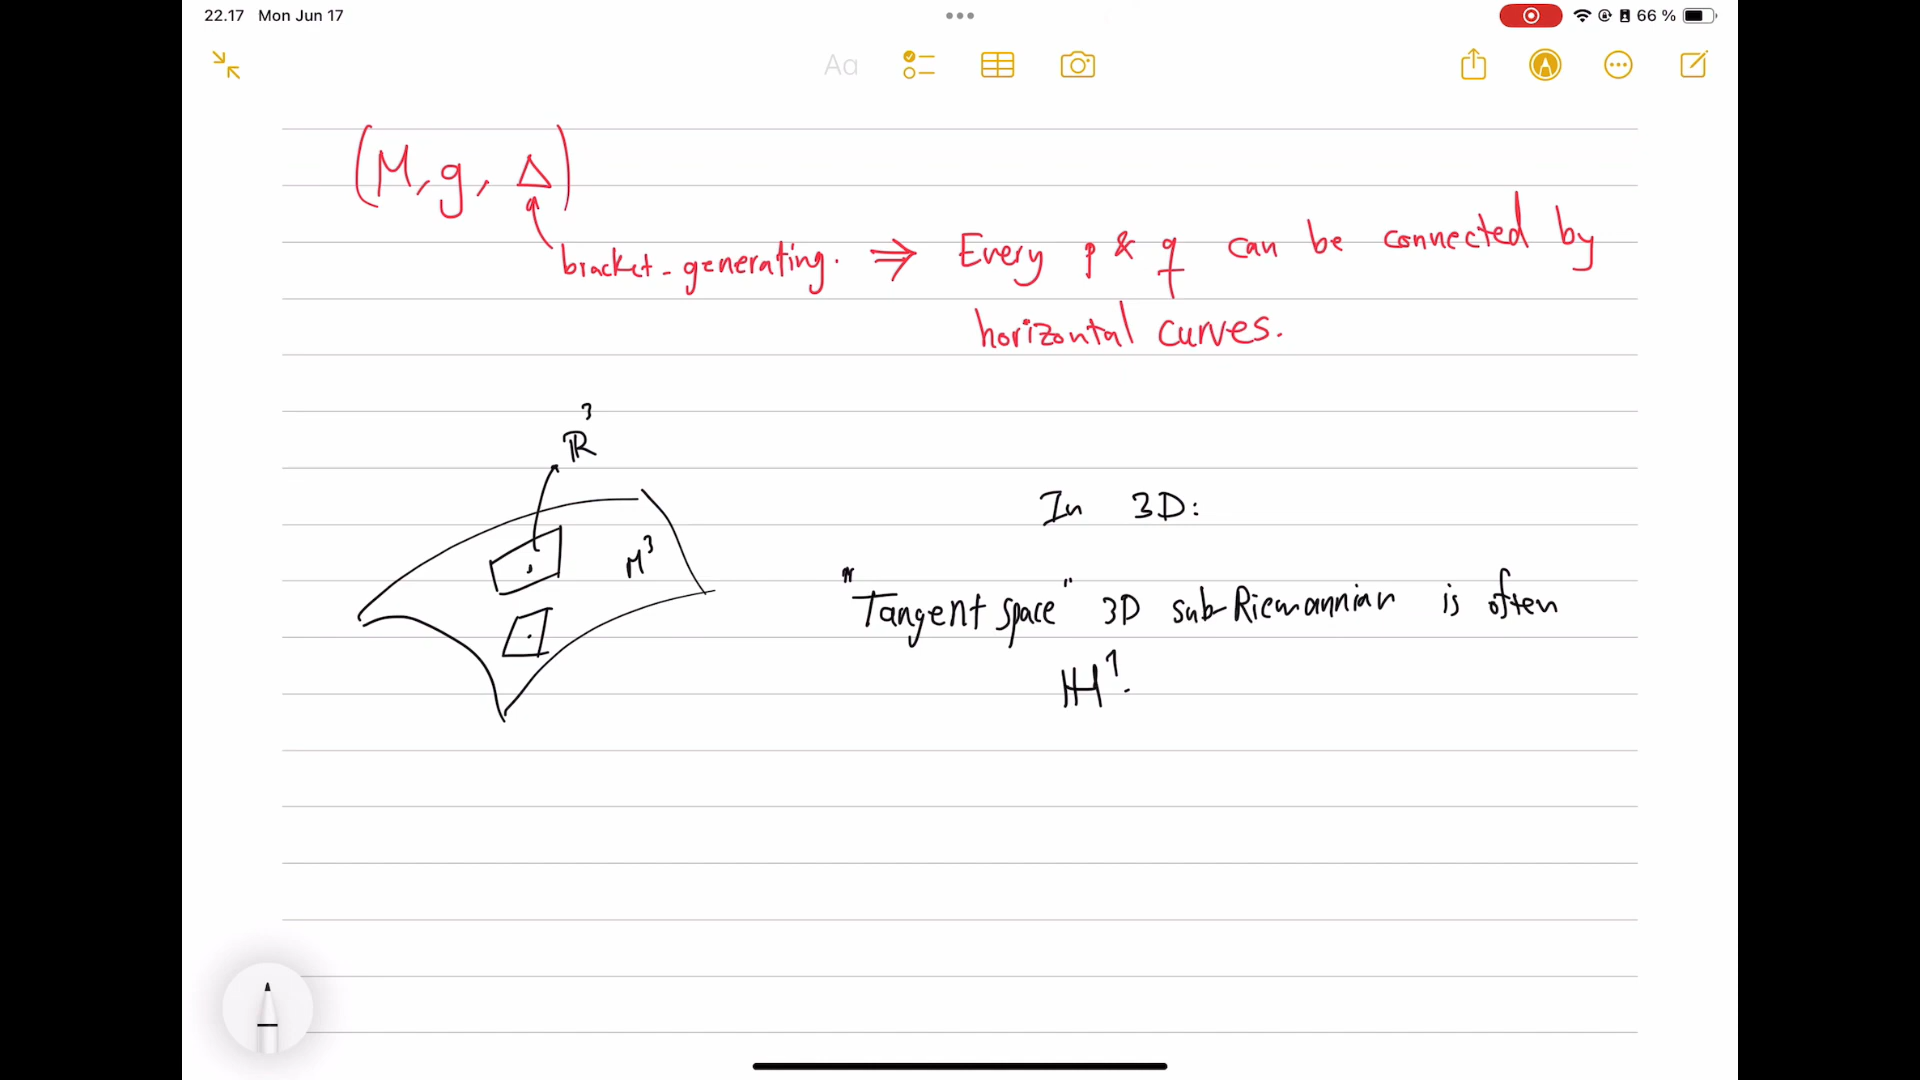 22.17 Mon Jun 17
66 %
Aa
(M, g, Δ)
bracket-generating. ⇒ Every p & q can be connected by
horizontal curves.
ℝ³
M³
In 3D:
"Tangent space" 3D sub-Riemannian is often
ℍ¹.